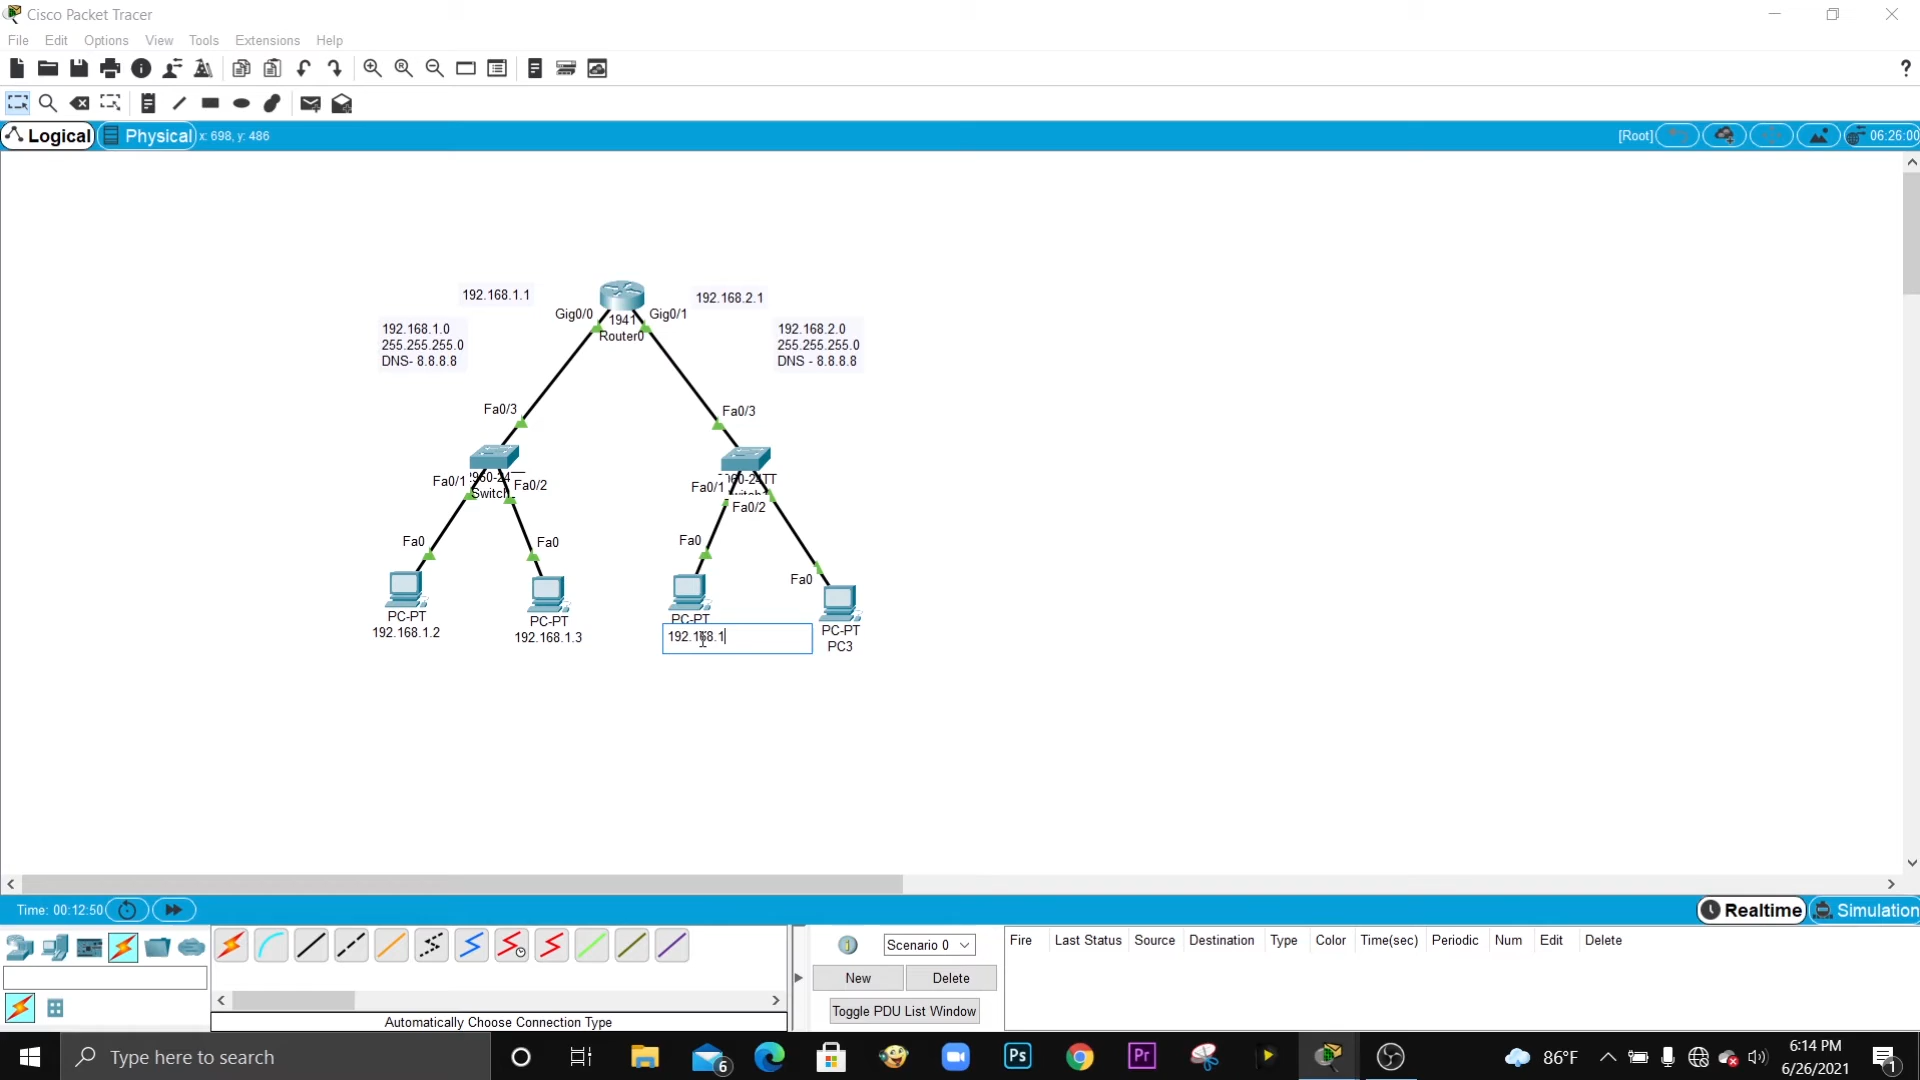 Cisco Packet Tracer
File Edit Options View Tools Extensions Help
?
Logical Physical x: 698, y: 486 [Root] 06:26:00
192.168.1.1
192.168.2.1
Gig0/0
1941
Router0
Gig0/1
192.168.1.0
255.255.255.0
DNS- 8.8.8.8
192.168.2.0
255.255.255.0
DNS - 8.8.8.8
Fa0/3
Fa0/3
Fa0/1
Switch
Fa0/2
Fa0/1
Fa0/2
Fa0
Fa0
Fa0
Fa0
PC-PT
192.168.1.2
PC-PT
192.168.1.3
PC-PT
192.168.1
PC-PT
PC3
Time: 00:12:50 Realtime Simulation
Scenario 0
New Delete
Toggle PDU List Window
Fire Last Status Source Destination Type Color Time(sec) Periodic Num Edit Delete
Automatically Choose Connection Type
Type here to search
6
Ps
Pr
86°F
6:14 PM
6/26/2021
1